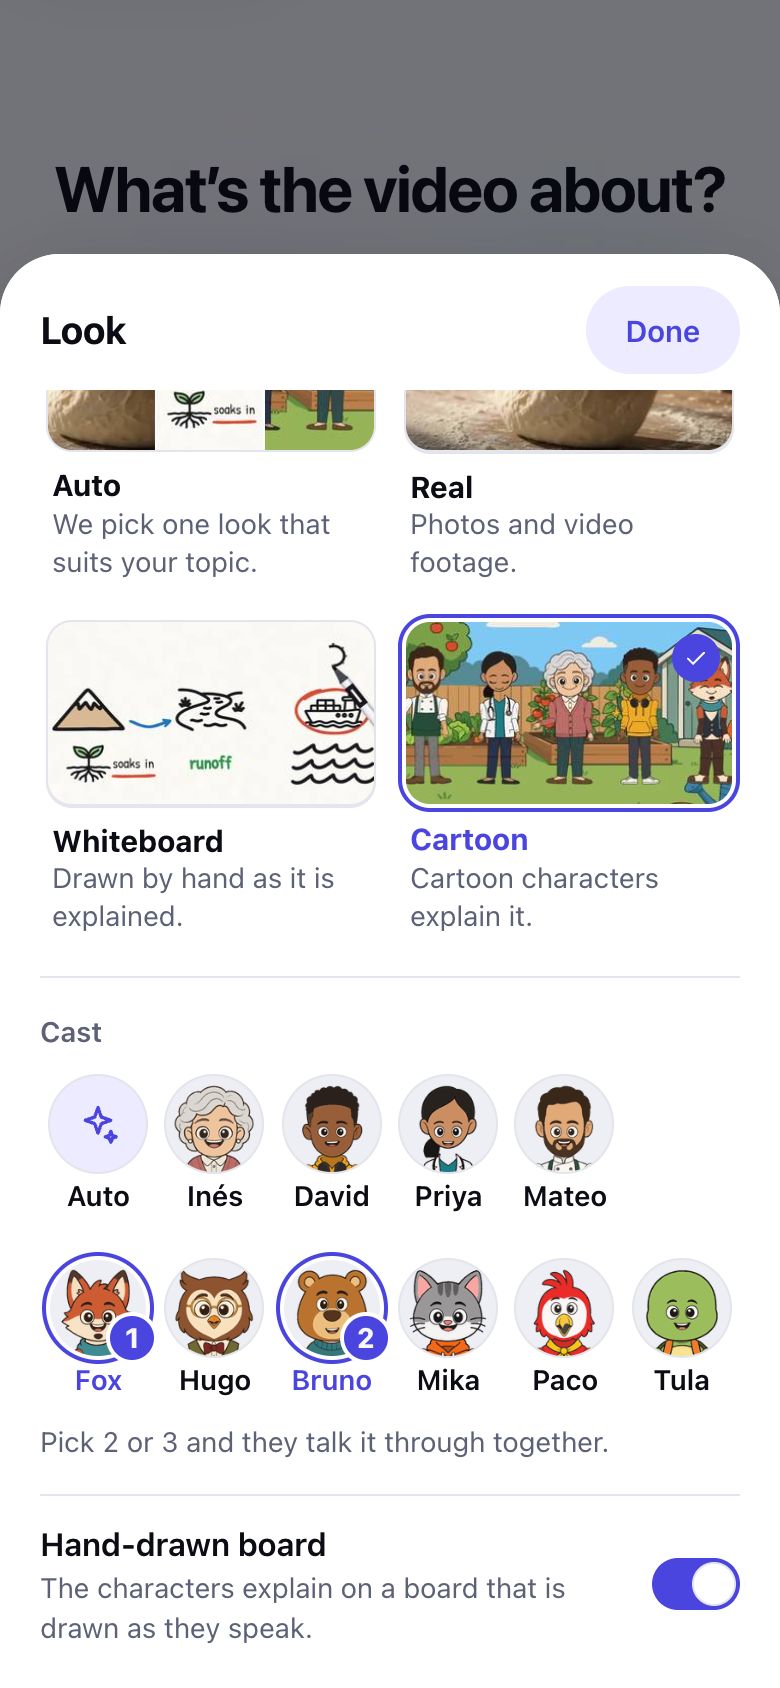 What's the video about?
Look
Done
soaks in
Auto
We pick one look that
suits your topic.
Real
Photos and video
footage.
soaks in
runoff
Whiteboard
Drawn by hand as it is
explained.
Cartoon
Cartoon characters
explain it.
Cast
Auto
Inés
David
Priya
Mateo
1
2
Fox
Hugo
Bruno
Mika
Paco
Tula
Pick 2 or 3 and they talk it through together.
Hand-drawn board
The characters explain on a board that is
drawn as they speak.